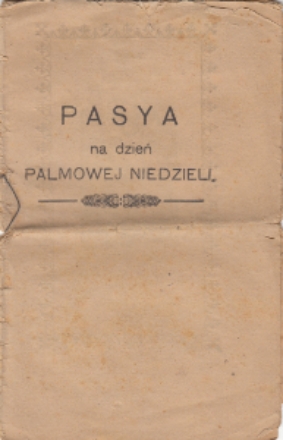 PASYA
na dzień
PALMOWEJ NIEDZIELI.